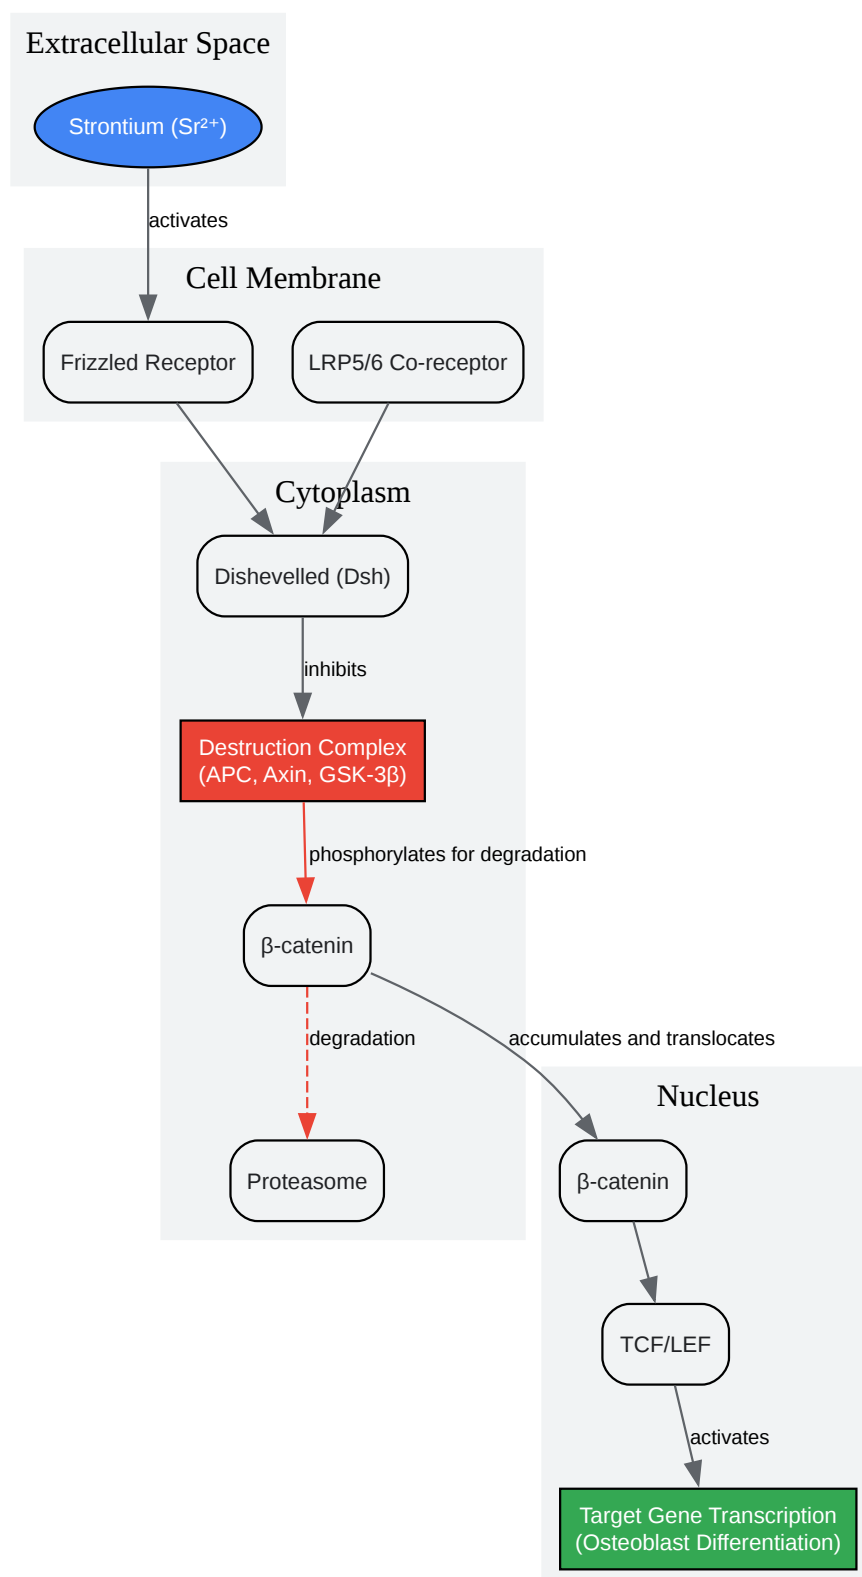 Extracellular Space
Strontium (Sr²⁺)
activates
Cell Membrane
Frizzled Receptor
LRP5/6 Co-receptor
Cytoplasm
Dishevelled (Dsh)
inhibits
Destruction Complex
(APC, Axin, GSK-3β)
phosphorylates for degradation
β-catenin
degradation
accumulates and translocates
Nucleus
Proteasome
β-catenin
TCF/LEF
activates
Target Gene Transcription
(Osteoblast Differentiation)